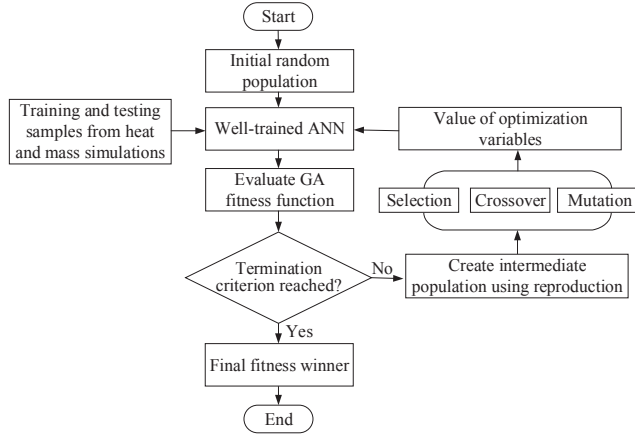 Start
Initial random
population
Training and testing
samples from heat
and mass simulations
Well-trained ANN
Value of optimization
variables
Evaluate GA
fitness function
Selection
Crossover
Mutation
Termination
criterion reached?
No
Create intermediate
population using reproduction
Yes
Final fitness winner
End